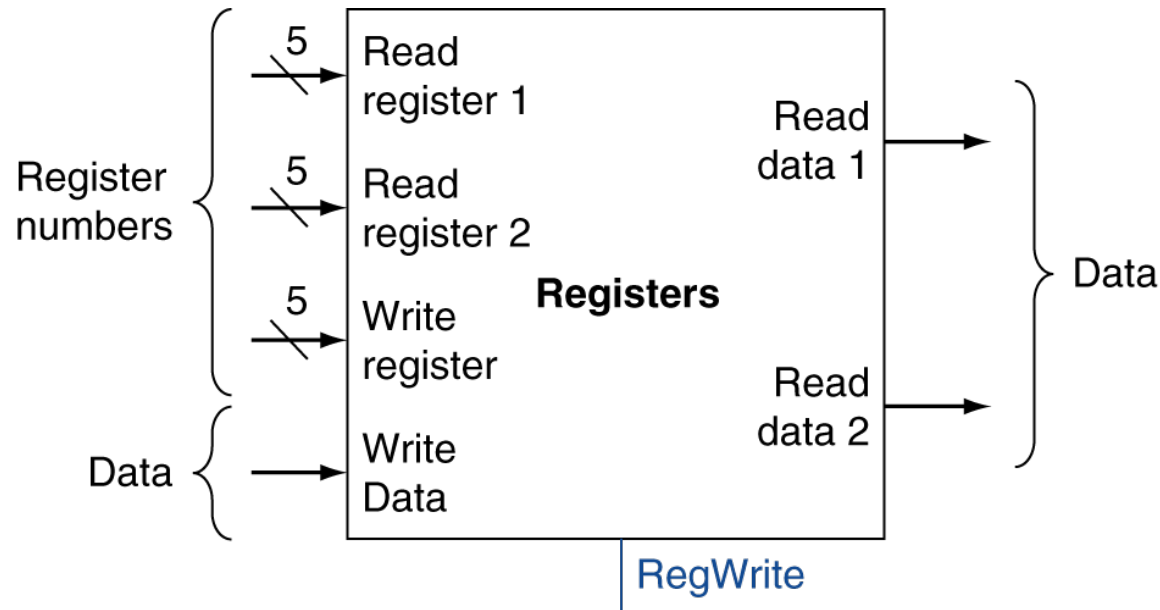 5
Read
register 1
5
Read
register 2
Register
numbers
5
Write
register
Data
Write
Data
Registers
Read
data 1
Read
data 2
Data
RegWrite